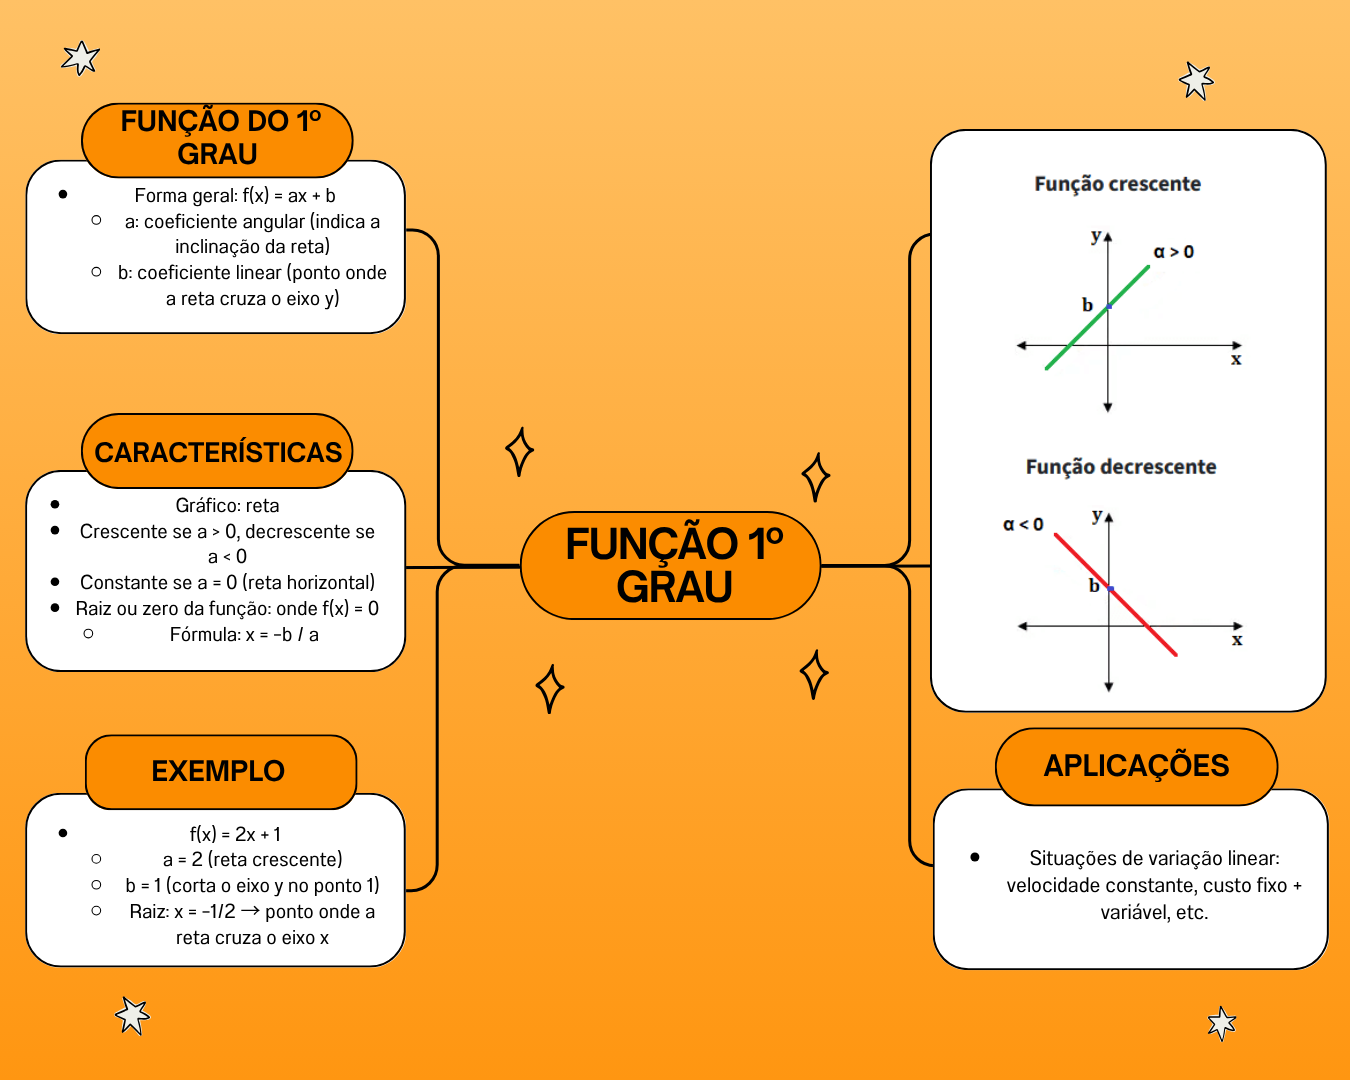 FUNÇÃO DO 1º
GRAU
Forma geral: f(x) = ax + b
a: coeficiente angular (indica a
inclinação da reta)
b: coeficiente linear (ponto onde
a reta cruza o eixo y)
CARACTERÍSTICAS
Gráfico: reta
Crescente se a > 0, decrescente se
a < 0
Constante se a = 0 (reta horizontal)
Raiz ou zero da função: onde f(x) = 0
Fórmula: x = -b / a
EXEMPLO
f(x) = 2x + 1
a = 2 (reta crescente)
b = 1 (corta o eixo y no ponto 1)
Raiz: x = -1/2 → ponto onde a
reta cruza o eixo x
FUNÇÃO 1º
GRAU
Função crescente
y
α > 0
b
x
Função decrescente
α < 0
y
b
x
APLICAÇÕES
Situações de variação linear:
velocidade constante, custo fixo +
variável, etc.